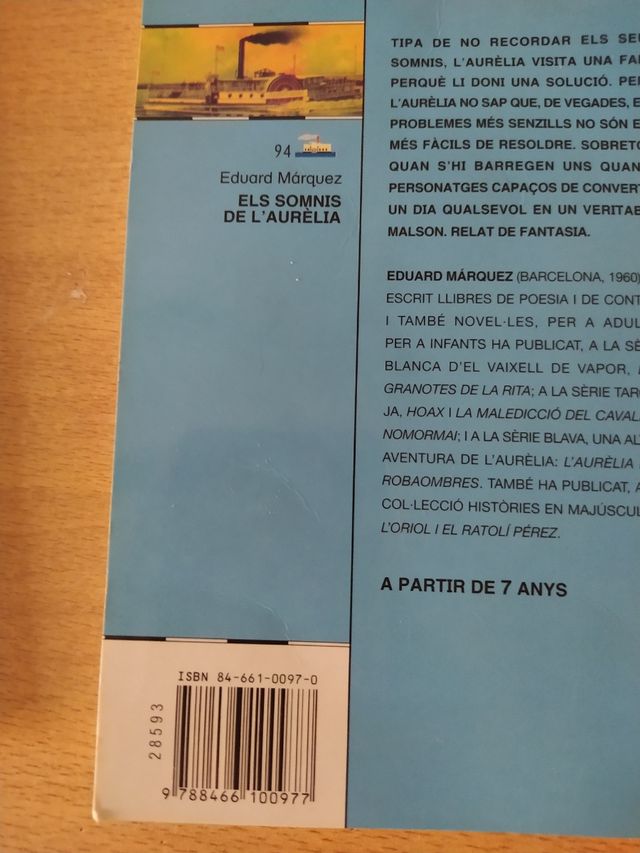 94
Eduard Márquez
ELS SOMNIS
DE L'AURÈLIA
TIPA DE NO RECORDAR ELS
SOMNIS, L'AURÈLIA VISITA UNA
PERQUÈ LI DONI UNA SOLUCIÓ.
L'AURÈLIA NO SAP QUE, DE VEGADES,
PROBLEMES MÉS SENZILLS NO SÓN
MÉS FÀCILS DE RESOLDRE.
QUAN S'HI BARREGEN UNS
PERSONATGES CAPAÇOS DE
UN DIA QUALSEVOL EN UN
MALSON. RELAT DE FANTASIA.
EDUARD MÁRQUEZ (BARCELONA, 1960)
ESCRIT LLIBRES DE POESIA I DE
I TAMBÉ NOVEL·LES, PER A
PER A INFANTS HA PUBLICAT, A LA
BLANCA D'EL VAIXELL DE VAPOR,
GRANOTES DE LA RITA; A LA SÈRIE
JA, HOAX I LA MALEDICCIÓ DEL
NOMORMAI; I A LA SÈRIE BLAVA, UNA
AVENTURA DE L'AURÈLIA: L'AURÈLIA
ROBAOMBRES. TAMBÉ HA PUBLICAT,
COL·LECCIÓ HISTÒRIES EN
L'ORIOL I EL RATOLÍ PÉREZ.
A PARTIR DE 7 ANYS
ISBN 84-661-0097-0
28593
9 788466 100977